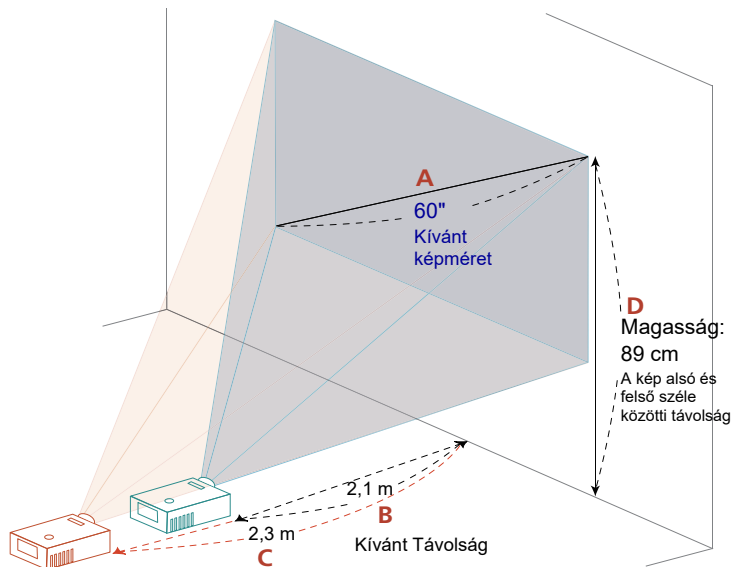 A
60"
Kívánt
képméret
D
Magasság:
89 cm
A kép alsó és
felső széle
közötti távolság
2,1 m
B
2,3 m
Kívánt Távolság
C